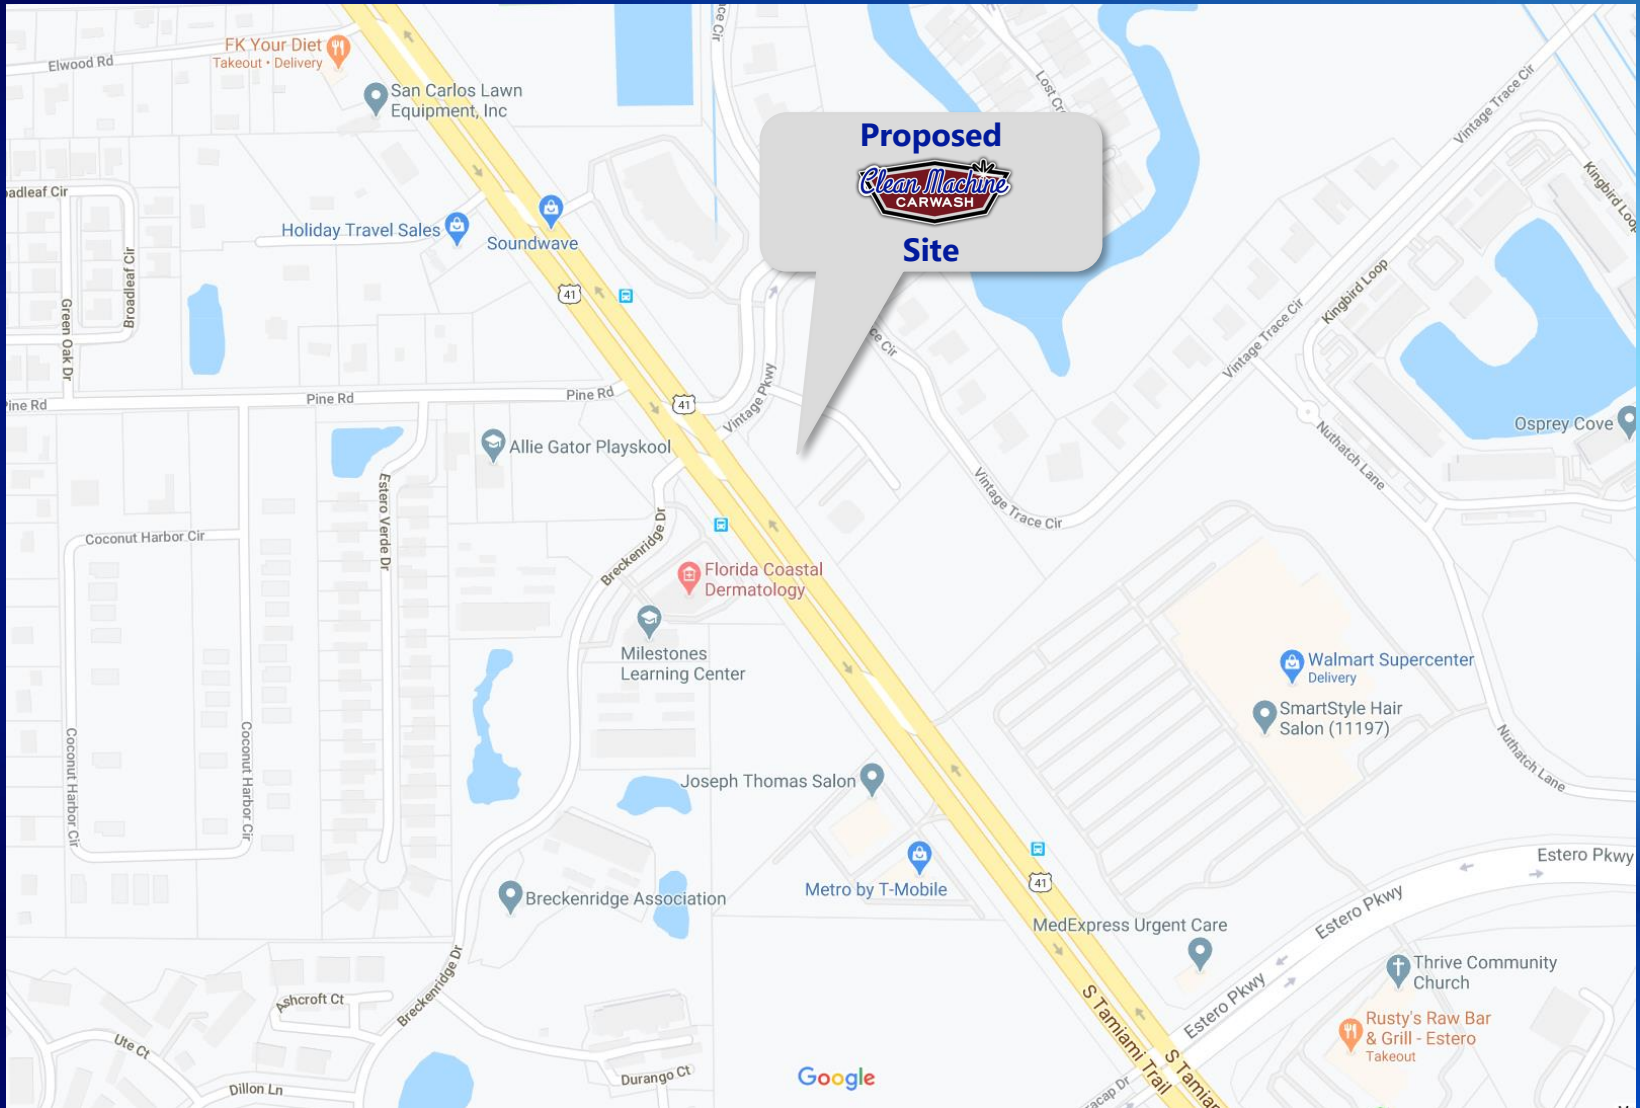 FK Your Diet
Takeout • Delivery
Elwood Rd
San Carlos Lawn
Equipment, Inc
Lost
Vintage Trace Cir
Proposed
Clean Machine
CARWASH
Site
Kingbird Loop
Broadleaf Cir
Holiday Travel Sales
Soundwave
41
Green Oak Dr
Kingbird Loop
Vintage Trace Cir
Pine Rd
Pine Rd
41
Vintage Pkwy
Allie Gator Playskool
Osprey Cove
Nuthatch Lane
Vintage Trace Cir
Estero Verde Dr
Coconut Harbor Cir
Breckenridge Dr
Florida Coastal
Dermatology
Milestones
Learning Center
Walmart Supercenter
Delivery
SmartStyle Hair
Salon (11197)
Nuthatch Lane
Coconut Harbor Cir
Coconut Harbor Cir
Joseph Thomas Salon
Metro by T-Mobile
41
Estero Pkwy
Estero Pkwy
Breckenridge Association
MedExpress Urgent Care
Thrive Community
Church
Breckenridge Dr
Ashcroft Ct
Estero Pkwy
Rusty's Raw Bar
& Grill - Estero
Takeout
S Tamiami Trail
Ute Ct
Dillon Ln
Durango Ct
Google